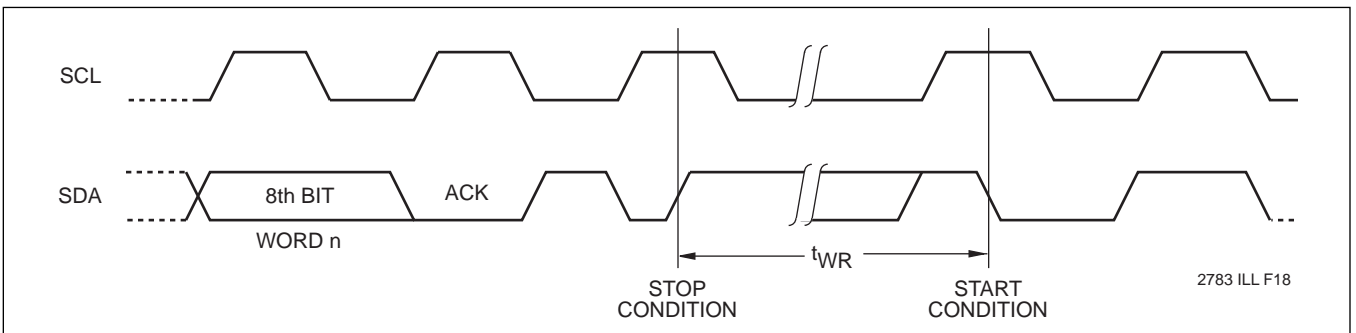 SCL
SDA
8th BIT
ACK
WORD n
tWR
STOP
CONDITION
START
CONDITION
2783 ILL F18